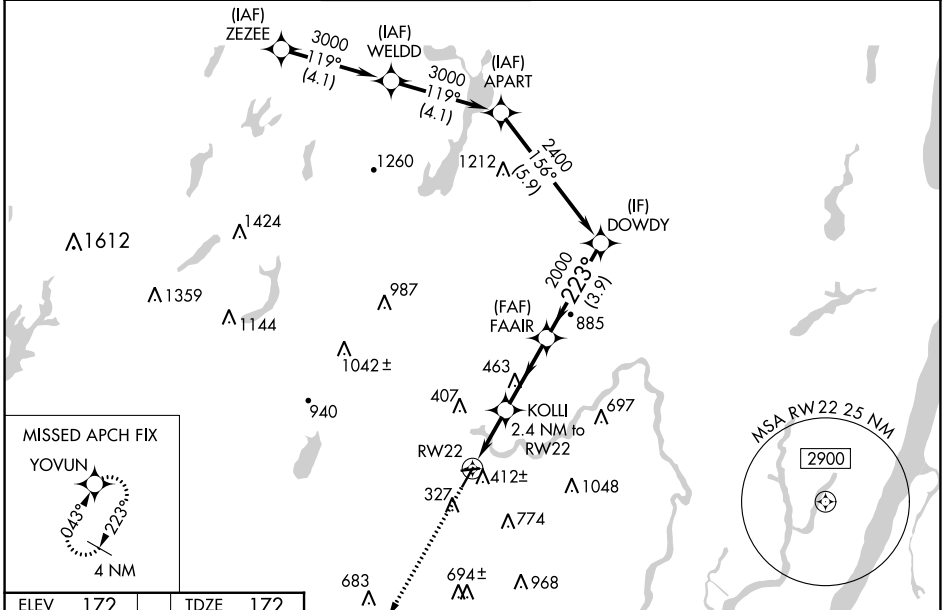 (IAF)
ZEZEE
3000
119°
(4.1)
(IAF)
WELDD
3000
119°
(4.1)
(IAF)
APART
2400
156°
(5.9)
1260
1212
(IF)
DOWDY
1424
1612
2000
223°
(3.9)
1359
987
1144
(FAF)
FAAIR
885
1042±
463
940
407
KOLLI
2.4 NM to
RW22
697
MSA RW22 25 NM
2900
MISSED APCH FIX
YOVUN
043°
223°
4 NM
RW22
412±
327
1048
774
683
694±
968
ELEV 172
TDZE 172